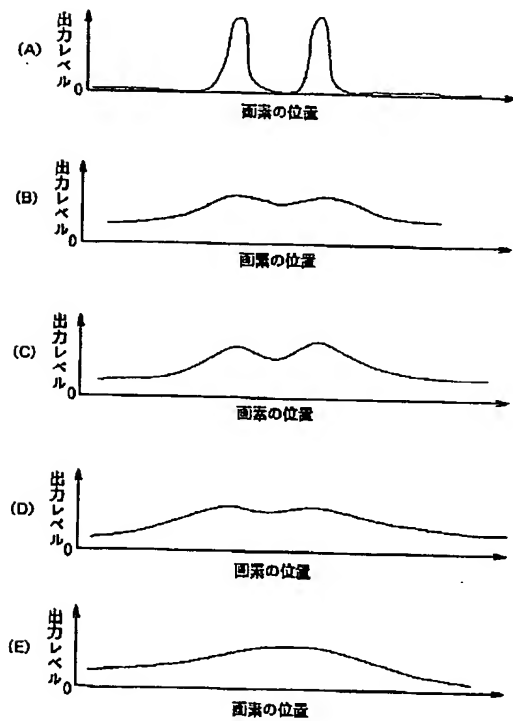 (A)
出力レベル
0
画素の位置
(B)
出力レベル
0
画素の位置
(C)
出力レベル
0
画素の位置
(D)
出力レベル
0
画素の位置
(E)
出力レベル
0
画素の位置